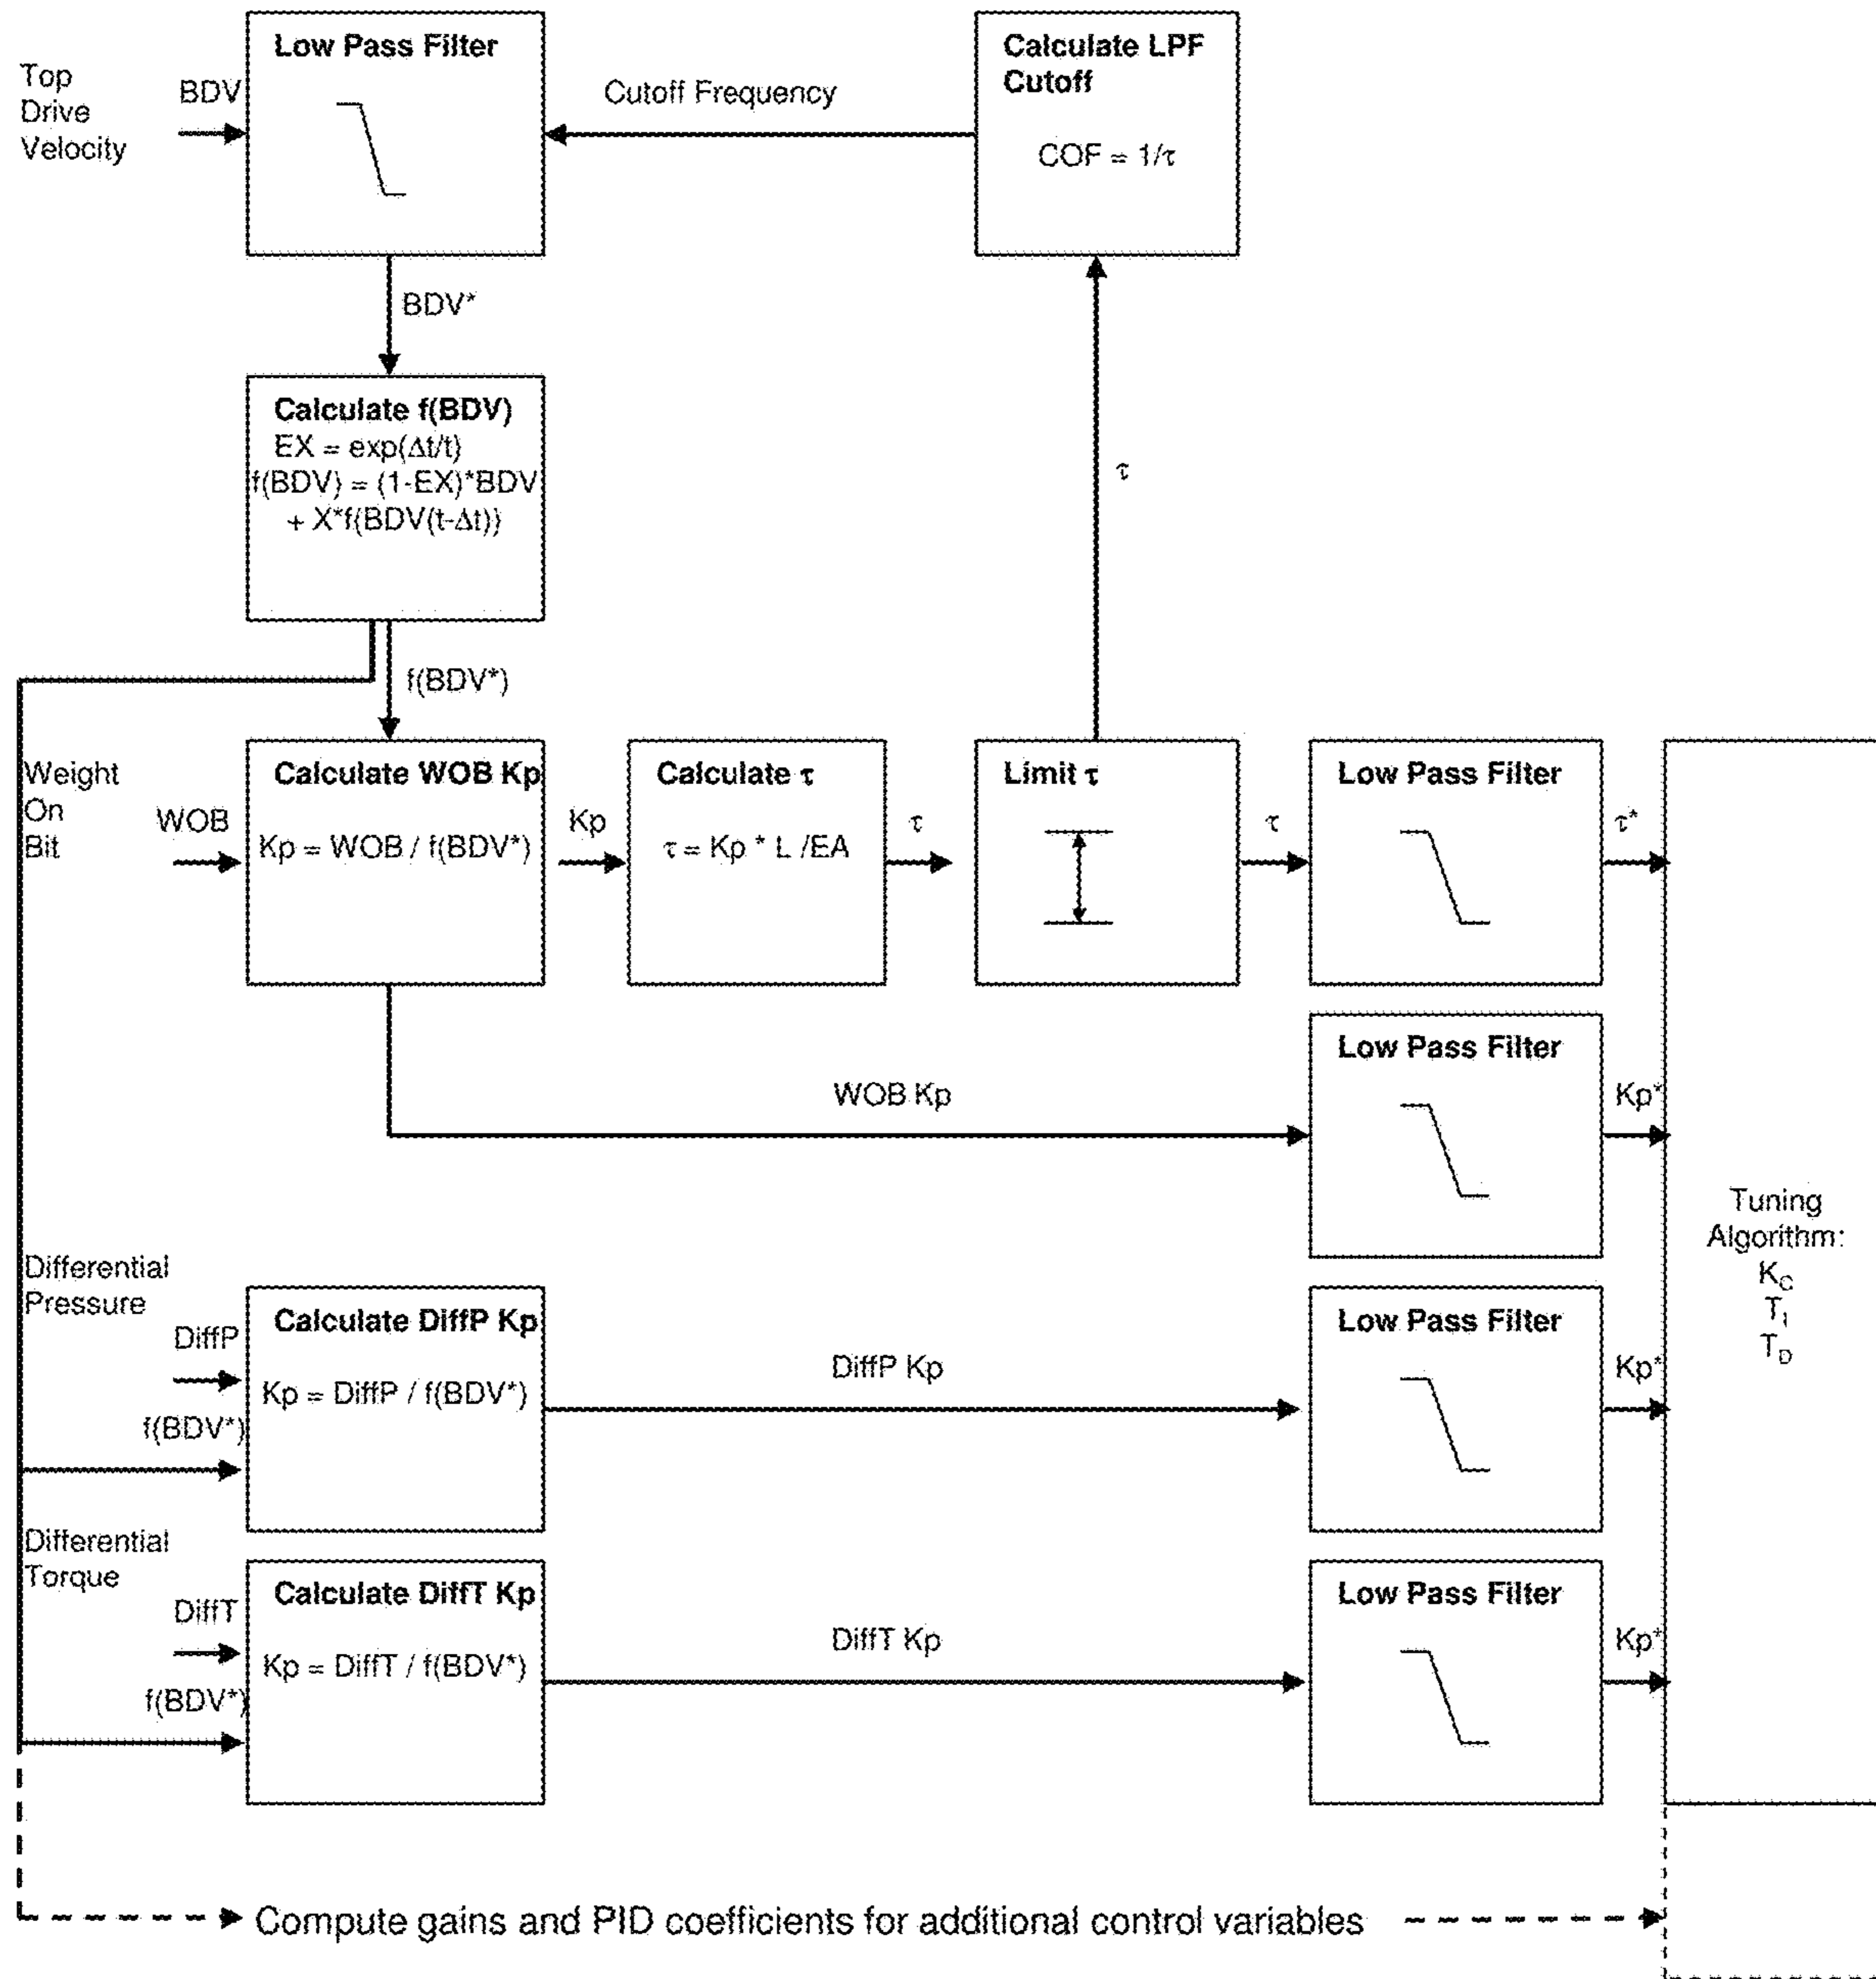 Low Pass Filter
Top
Drive
Velocity
BDV
Cutoff Frequency
Calculate LPF
Cutoff
COF = 1/τ
BDV*
Calculate f(BDV)
EX = exp(Δt/t)
f(BDV) = (1-EX)*BDV
+ X*f(BDV(t-Δt))
τ
f(BDV*)
Weight
On
Bit
WOB
Calculate WOB Kp
Kp = WOB / f(BDV*)
Kp
Calculate τ
τ = Kp * L /EA
τ
Limit τ
τ
Low Pass Filter
τ*
WOB Kp
Low Pass Filter
Kp*
Tuning
Algorithm:
K_C
T_I
T_D
Differential
Pressure
DiffP
f(BDV*)
Calculate DiffP Kp
Kp = DiffP / f(BDV*)
DiffP Kp
Low Pass Filter
Kp*
Differential
Torque
DiffT
f(BDV*)
Calculate DiffT Kp
Kp = DiffT / f(BDV*)
DiffT Kp
Low Pass Filter
Kp*
Compute gains and PID coefficients for additional control variables